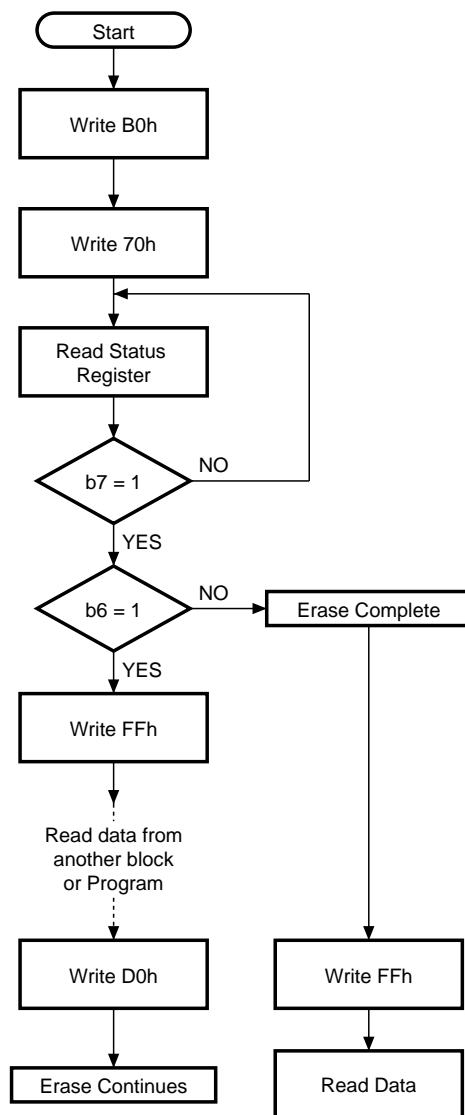 Start
Write B0h
Write 70h
Read Status
Register
b7 = 1
NO
YES
b6 = 1
NO
Erase Complete
YES
Write FFh
Read data from
another block
or Program
Write D0h
Write FFh
Erase Continues
Read Data